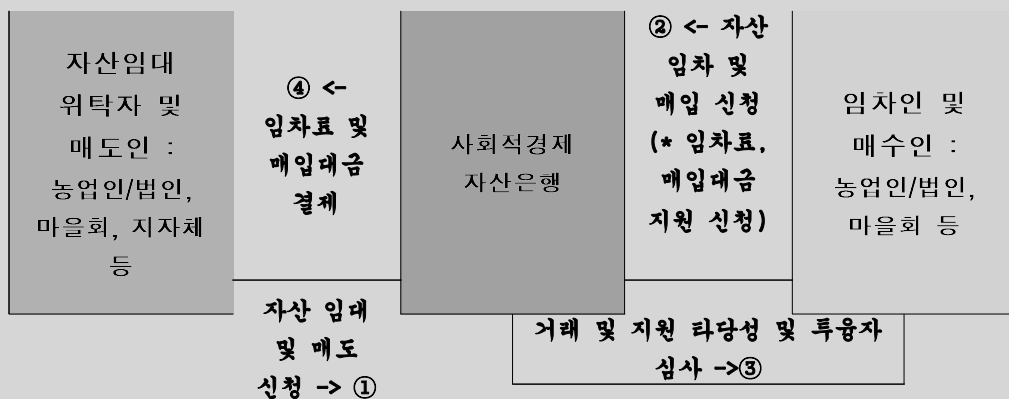 자산임대
위탁자 및
매도인 :
농업인/법인,
마을회, 지자체
등
④ <-
임차료 및
매입대금
결제
사회적경제
자산은행
② <- 자산
임차 및
매입 신청
(* 임차료,
매입대금
지원 신청)
임차인 및
매수인 :
농업인/법인,
마을회 등
자산 임대
및 매도
신청 -> ①
거래 및 지원 타당성 및 투융자
심사 ->③